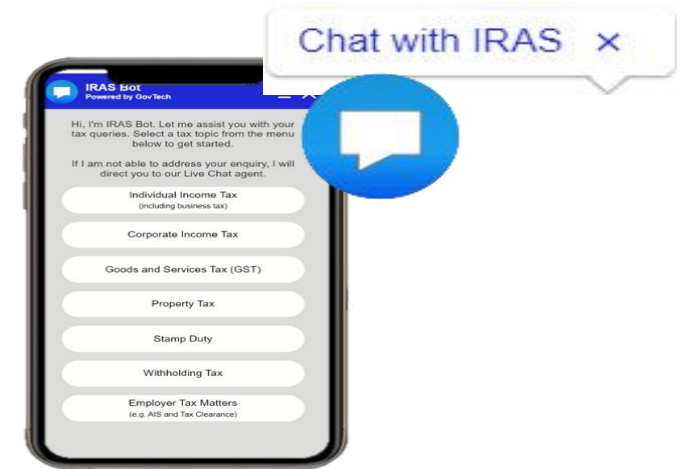 Chat with IRAS ×
IRAS Bot
Powered by GovTech
Hi, I'm IRAS Bot. Let me assist you with your
tax queries. Select a tax topic from the menu
below to get started.
If I am not able to address your enquiry, I will
direct you to our Live Chat agent.
Individual Income Tax
(including business tax)
Corporate Income Tax
Goods and Services Tax (GST)
Property Tax
Stamp Duty
Withholding Tax
Employer Tax Matters
(e.g. AIS and Tax Clearance)